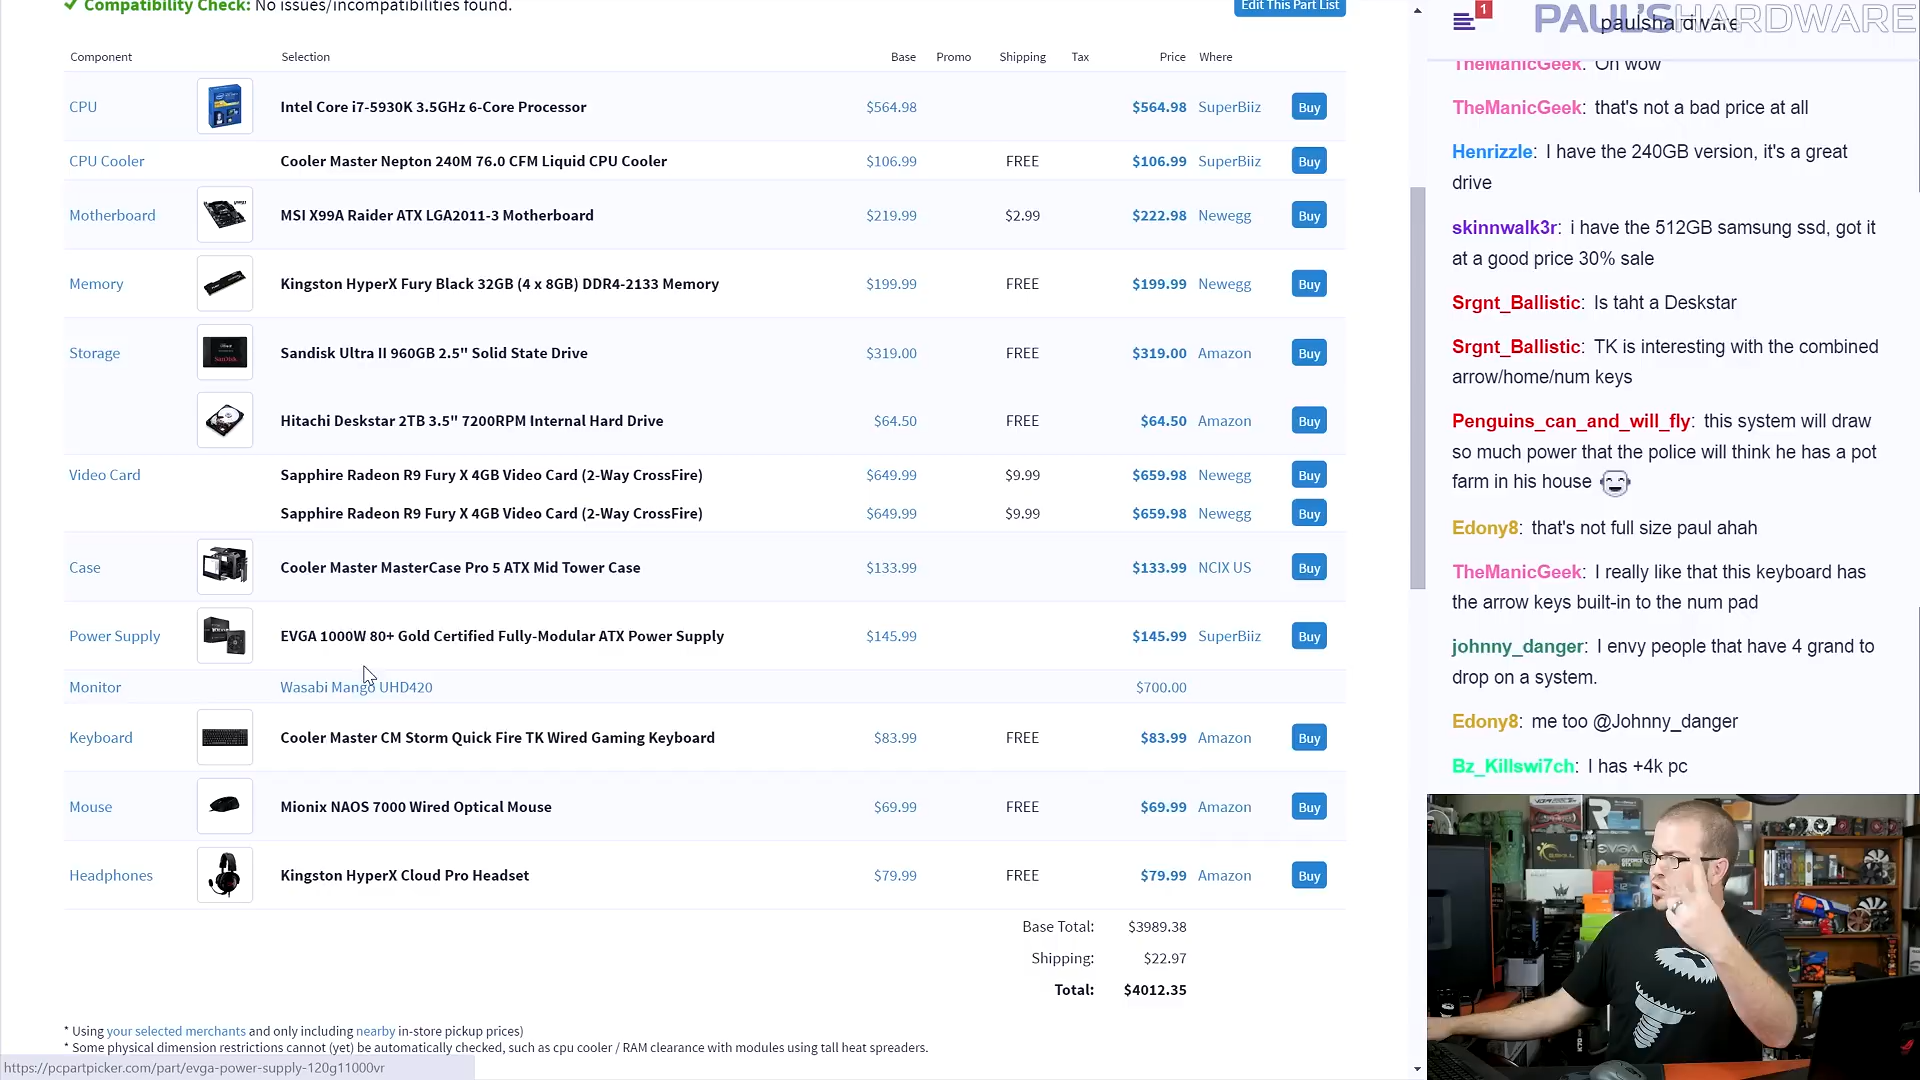 Compatibility Check: No issues/incompatibilities found.
Edit This Part List
Component Selection Base Promo Shipping Tax Price Where
CPU Intel Core i7-5930K 3.5GHz 6-Core Processor $564.98 $564.98 SuperBiiz Buy
CPU Cooler Cooler Master Nepton 240M 76.0 CFM Liquid CPU Cooler $106.99 FREE $106.99 SuperBiiz Buy
Motherboard MSI X99A Raider ATX LGA2011-3 Motherboard $219.99 $2.99 $222.98 Newegg Buy
Memory Kingston HyperX Fury Black 32GB (4 x 8GB) DDR4-2133 Memory $199.99 FREE $199.99 Newegg Buy
Storage Sandisk Ultra II 960GB 2.5" Solid State Drive $319.00 FREE $319.00 Amazon Buy
Hitachi Deskstar 2TB 3.5" 7200RPM Internal Hard Drive $64.50 FREE $64.50 Amazon Buy
Video Card Sapphire Radeon R9 Fury X 4GB Video Card (2-Way CrossFire) $649.99 $9.99 $659.98 Newegg Buy
Sapphire Radeon R9 Fury X 4GB Video Card (2-Way CrossFire) $649.99 $9.99 $659.98 Newegg Buy
Case Cooler Master MasterCase Pro 5 ATX Mid Tower Case $133.99 $133.99 NCIX US Buy
Power Supply EVGA 1000W 80+ Gold Certified Fully-Modular ATX Power Supply $145.99 $145.99 SuperBiiz Buy
Monitor Wasabi Mango UHD420 $700.00
Keyboard Cooler Master CM Storm Quick Fire TK Wired Gaming Keyboard $83.99 FREE $83.99 Amazon Buy
Mouse Mionix NAOS 7000 Wired Optical Mouse $69.99 FREE $69.99 Amazon Buy
Headphones Kingston HyperX Cloud Pro Headset $79.99 FREE $79.99 Amazon Buy
Base Total: $3989.38
Shipping: $22.97
Total: $4012.35
* Using your selected merchants and only including nearby in-store pickup prices)
* Some physical dimension restrictions cannot (yet) be automatically checked, such as cpu cooler / RAM clearance with modules using tall heat spreaders.
https://pcpartpicker.com/part/evga-power-supply-120g11000vr
1
PAUL'S HARDWARE
paulshardware
TheManicGeek: Oh wow
TheManicGeek: that's not a bad price at all
Henrizzle: I have the 240GB version, it's a great
drive
skinnwalk3r: i have the 512GB samsung ssd, got it
at a good price 30% sale
Srgnt_Ballistic: Is taht a Deskstar
Srgnt_Ballistic: TK is interesting with the combined
arrow/home/num keys
Penguins_can_and_will_fly: this system will draw
so much power that the police will think he has a pot
farm in his house
Edony8: that's not full size paul ahah
TheManicGeek: I really like that this keyboard has
the arrow keys built-in to the num pad
johnny_danger: I envy people that have 4 grand to
drop on a system.
Edony8: me too @Johnny_danger
Bz_Killswi7ch: I has +4k pc